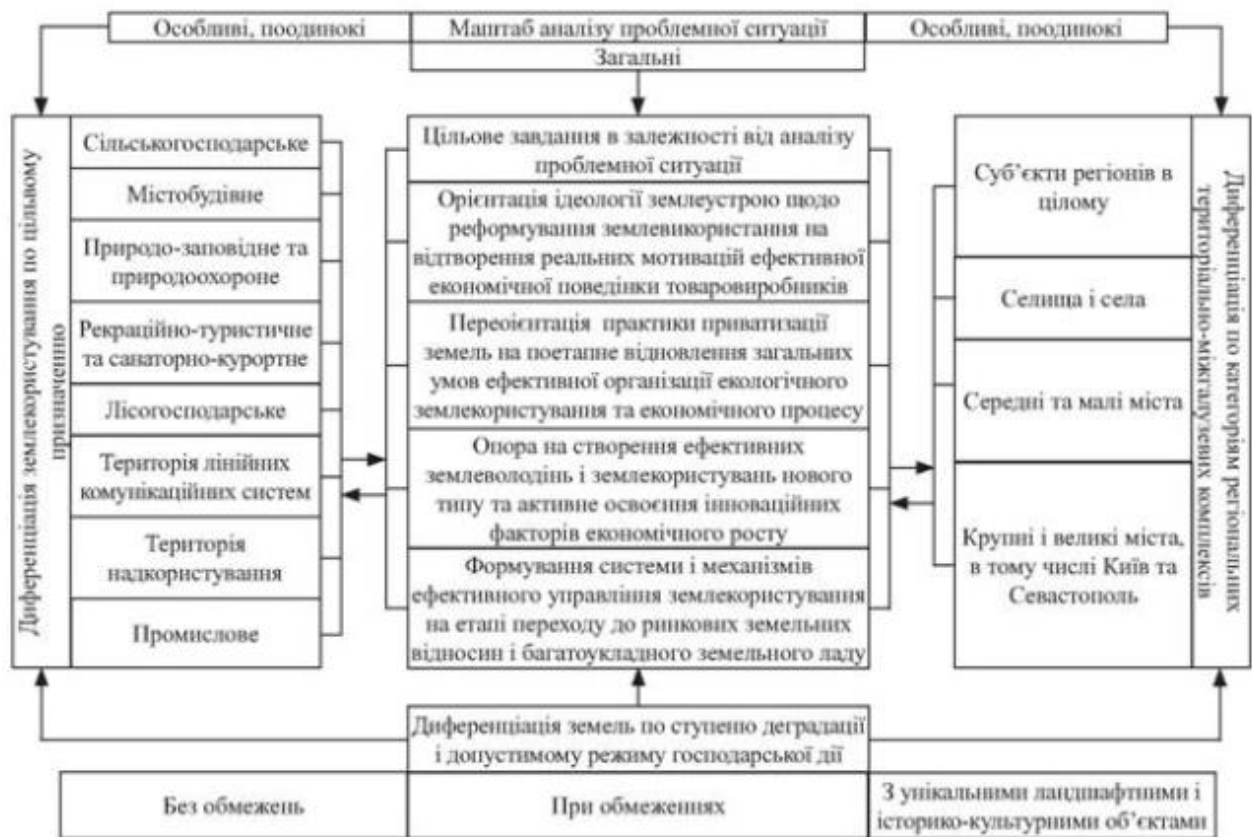 Особливі, поодинокі
Маштаб аналізу проблемної ситуації
Особливі, поодинокі
Загальні
Диференціація землекористування по цільвому
призначенню
Сільськогосподарське
Містобудівне
Природо-заповідне та
природоохороне
Рекраційно-туристичне
та санаторно-курортне
Лісогосподарське
Територія лінійних
комунікаційних систем
Територія
надкористування
Промислове
Цільове завдання в залежності від аналізу
проблемної ситуації
Орієнтація ідеології землеустрою щодо
реформування землевикористання на
відтворення реальних мотивацій ефективної
економічної поведінки товаровиробників
Переоієнтація практики приватизації
земель на поетапне відновлення загальних
умов ефективної організації екологічного
землекористування та економічного процесу
Опора на створення ефективних
землеволодінь і землекористувань нового
типу та активне освоєння інноваційних
факторів економічного росту
Формування системи і механізмів
ефективного управління землекористування
на етапі переходу до ринкових земельних
відносин і багатоукладного земельного ладу
Суб’єкти регіонів в
цілому
Селища і села
Середні та малі міста
Крупні і великі міста,
в тому числі Київ та
Севастополь
Диференціація по категоріям регіональних
територіально-міжгалузевих комплексів
Диференціація земель по ступеню деградації
і допустимому режиму господарської дії
Без обмежень
При обмеженнях
З унікальними ландшафтними і
історико-культурними об’єктами